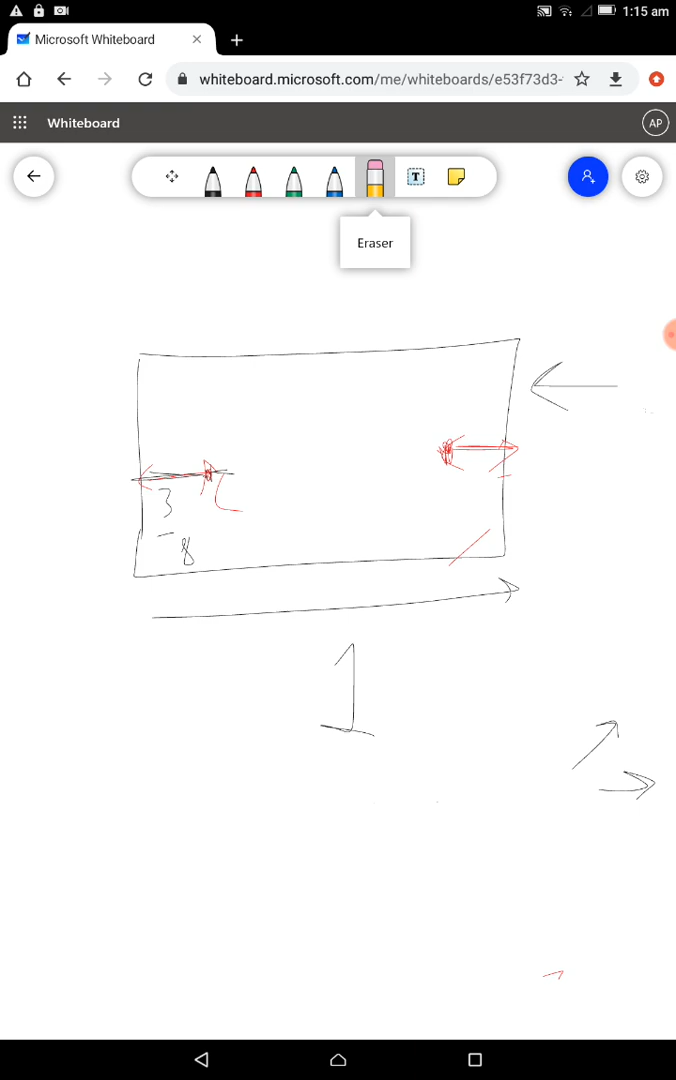 1:15 am
Microsoft Whiteboard
whiteboard.microsoft.com/me/whiteboards/e53f73d3-
Whiteboard
AP
T
Eraser
3
8
1